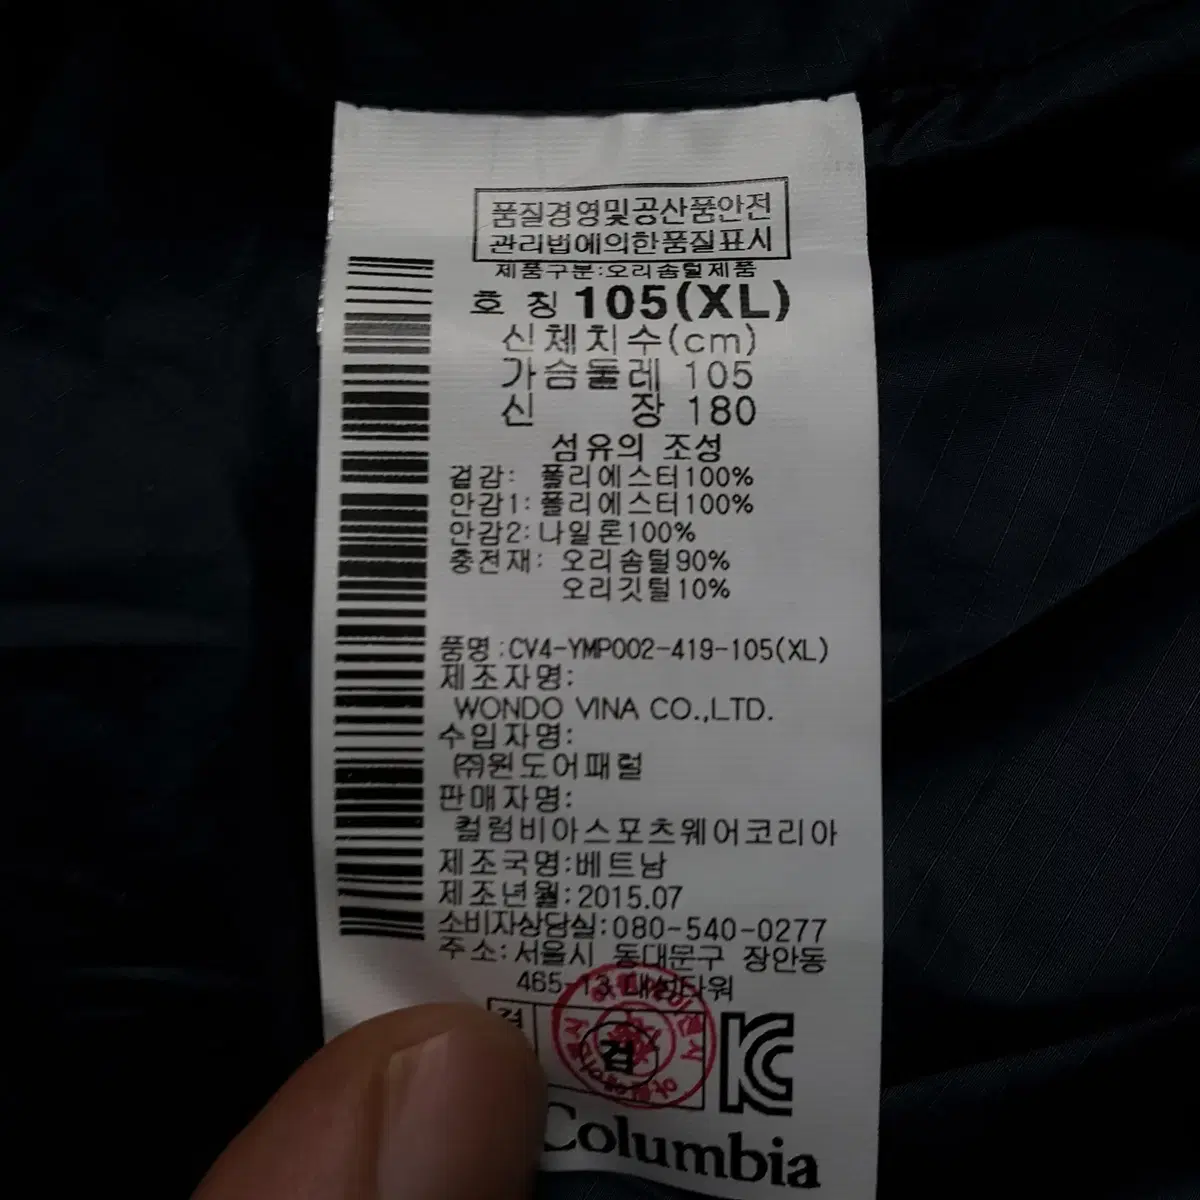 품질경영및공산품안전
관리법에의한품질표시
제품구분:오리솜털제품
호 칭 105(XL)
신체치수(cm)
가슴둘레 105
신 장 180
섬유의 조성
겉감: 폴리에스터100%
안감1:폴리에스터100%
안감2:나일론100%
충전재: 오리솜털90%
오리깃털10%
품명:CV4-YMP002-419-105(XL)
제조자명:
WONDO VINA CO.,LTD.
수입자명:
㈜원도어패럴
판매자명:
컬럼비아스포츠웨어코리아
제조국명:베트남
제조년월:2015.07
소비자상담실:080-540-0277
주소:서울시 동대문구 장안동
465-13 대성타워
검
검
Columbia